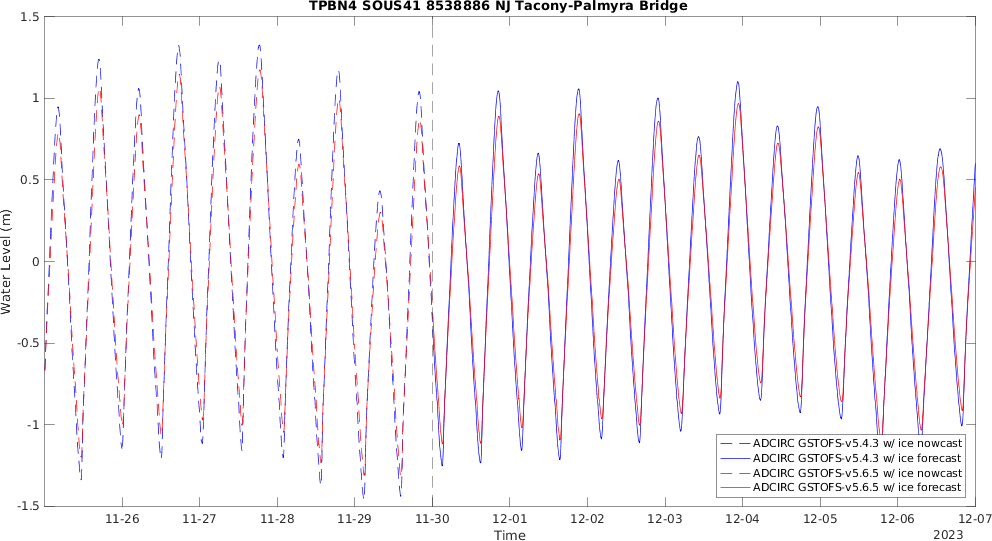 TPBN4 SOUS41 8538886 NJ Tacony-Palmyra Bridge
1.5
1
0.5
0
-0.5
-1
-1.5
Water Level (m)
11-26
11-27
11-28
11-29
11-30
12-01
12-02
12-03
12-04
12-05
12-06
12-07
Time
2023
ADCIRC GSTOFS-v5.4.3 w/ ice nowcast
ADCIRC GSTOFS-v5.4.3 w/ ice forecast
ADCIRC GSTOFS-v5.6.5 w/ ice nowcast
ADCIRC GSTOFS-v5.6.5 w/ ice forecast